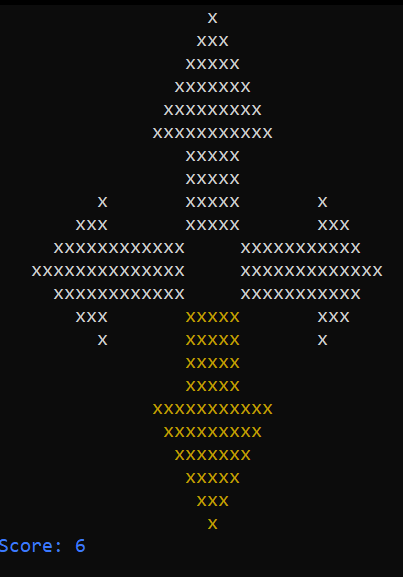 x
                  xxx
                 xxxxx
                xxxxxxx
               xxxxxxxxx
              xxxxxxxxxxx
                 xxxxx
                 xxxxx
         x       xxxxx       x
       xxx       xxxxx       xxx
     xxxxxxxxxxxx     xxxxxxxxxxx
   xxxxxxxxxxxxxx     xxxxxxxxxxxxx
     xxxxxxxxxxxx     xxxxxxxxxxx
       xxx       xxxxx       xxx
         x       xxxxx       x
                 xxxxx
                 xxxxx
              xxxxxxxxxxx
               xxxxxxxxx
                xxxxxxx
                 xxxxx
                  xxx
                   x
Score: 6